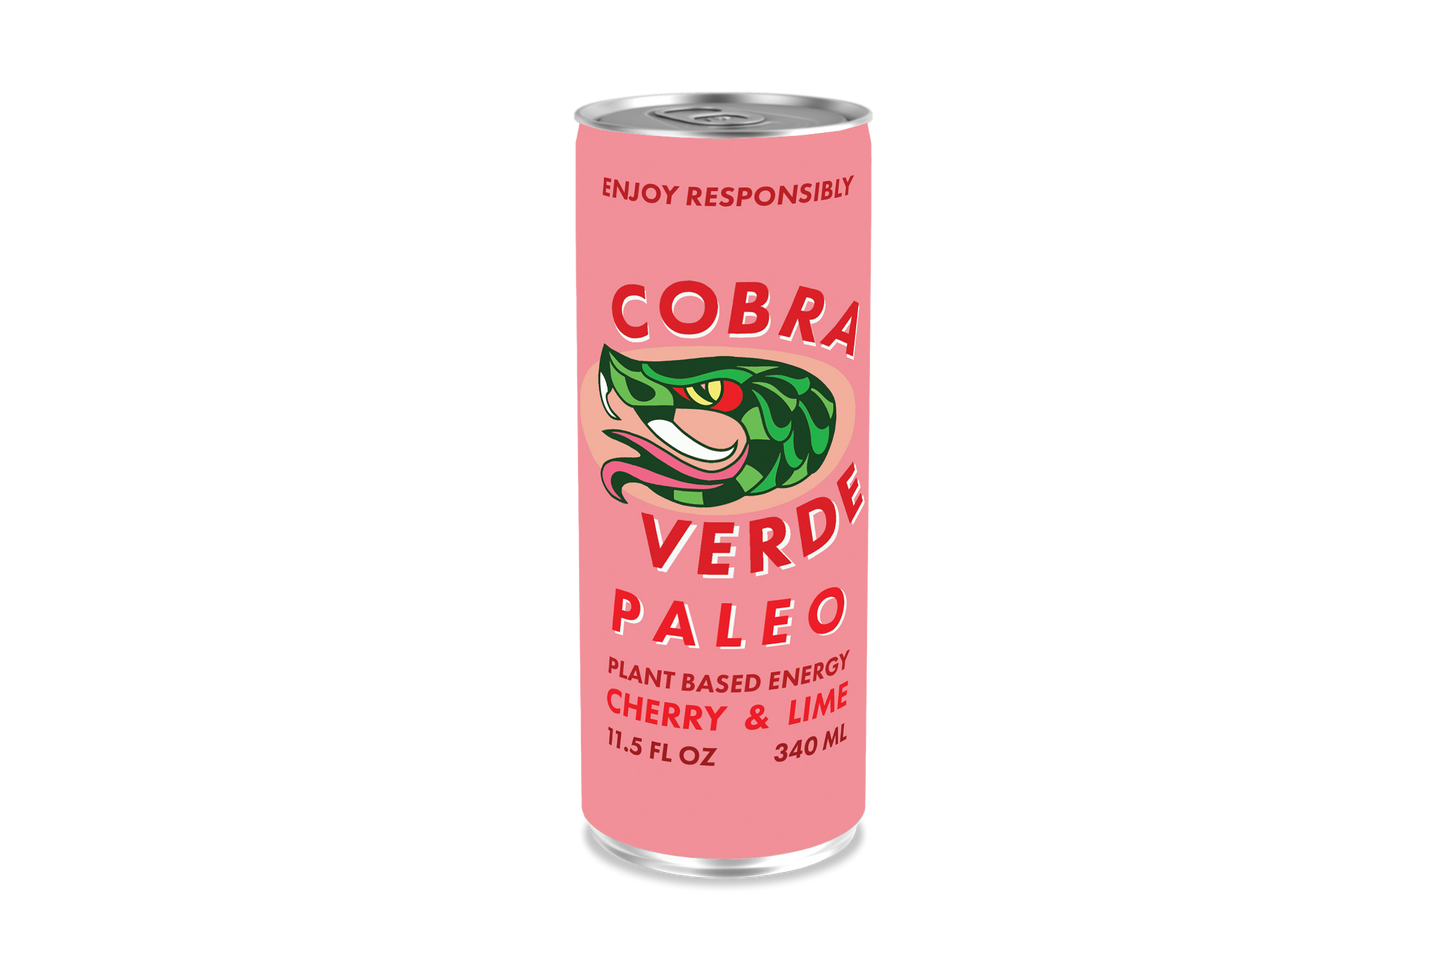 ENJOY RESPONSIBLY
COBRA
VERDE
PALEO
PLANT BASED ENERGY
CHERRY & LIME
11.5 FL OZ 340 ML